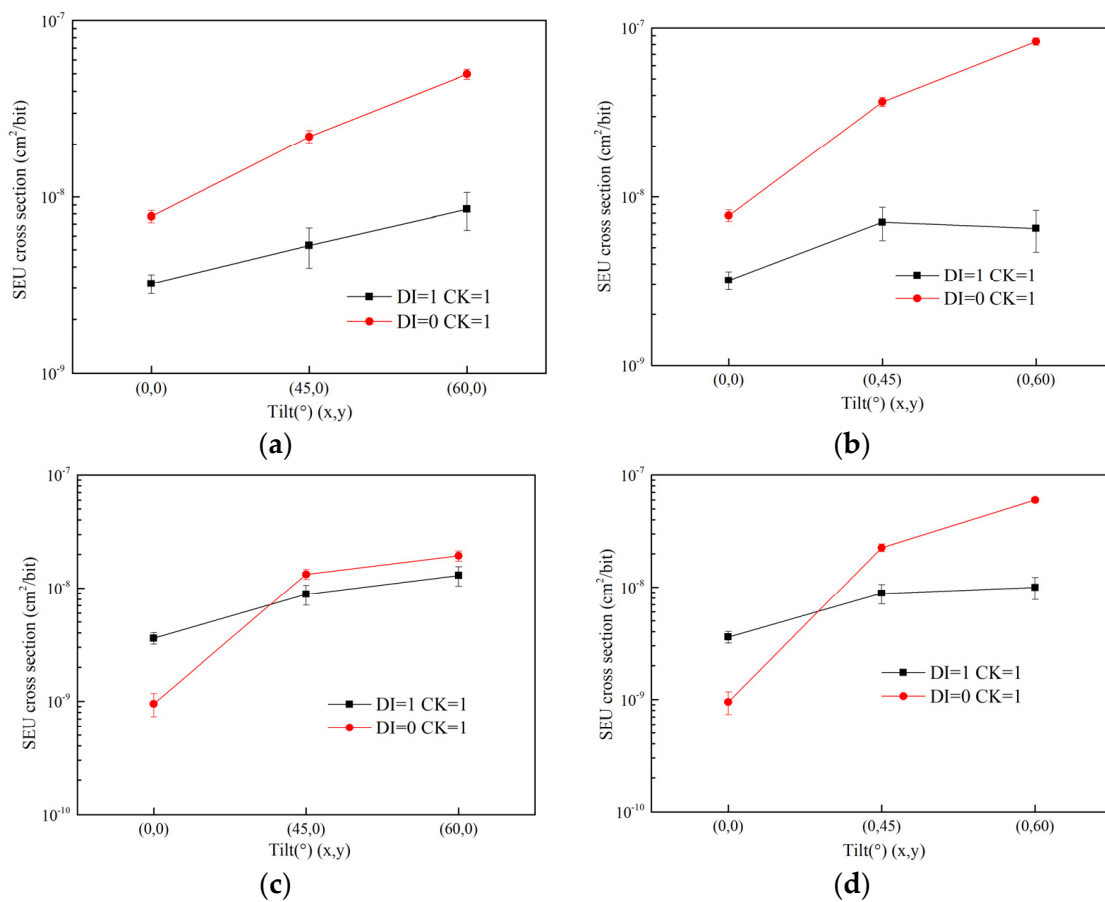 10⁻⁷
10⁻⁸
10⁻⁹
SEU cross section (cm²/bit)
DI=1 CK=1
DI=0 CK=1
(0,0) (45,0) (60,0)
Tilt(°) (x,y)
(a)
10⁻⁷
10⁻⁸
10⁻⁹
SEU cross section (cm²/bit)
DI=1 CK=1
DI=0 CK=1
(0,0) (0,45) (0,60)
Tilt(°) (x,y)
(b)
10⁻⁷
10⁻⁸
10⁻⁹
10⁻¹⁰
SEU cross section (cm²/bit)
DI=1 CK=1
DI=0 CK=1
(0,0) (45,0) (60,0)
Tilt(°) (x,y)
(c)
10⁻⁷
10⁻⁸
10⁻⁹
10⁻¹⁰
SEU cross section (cm²/bit)
DI=1 CK=1
DI=0 CK=1
(0,0) (0,45) (0,60)
Tilt(°) (x,y)
(d)